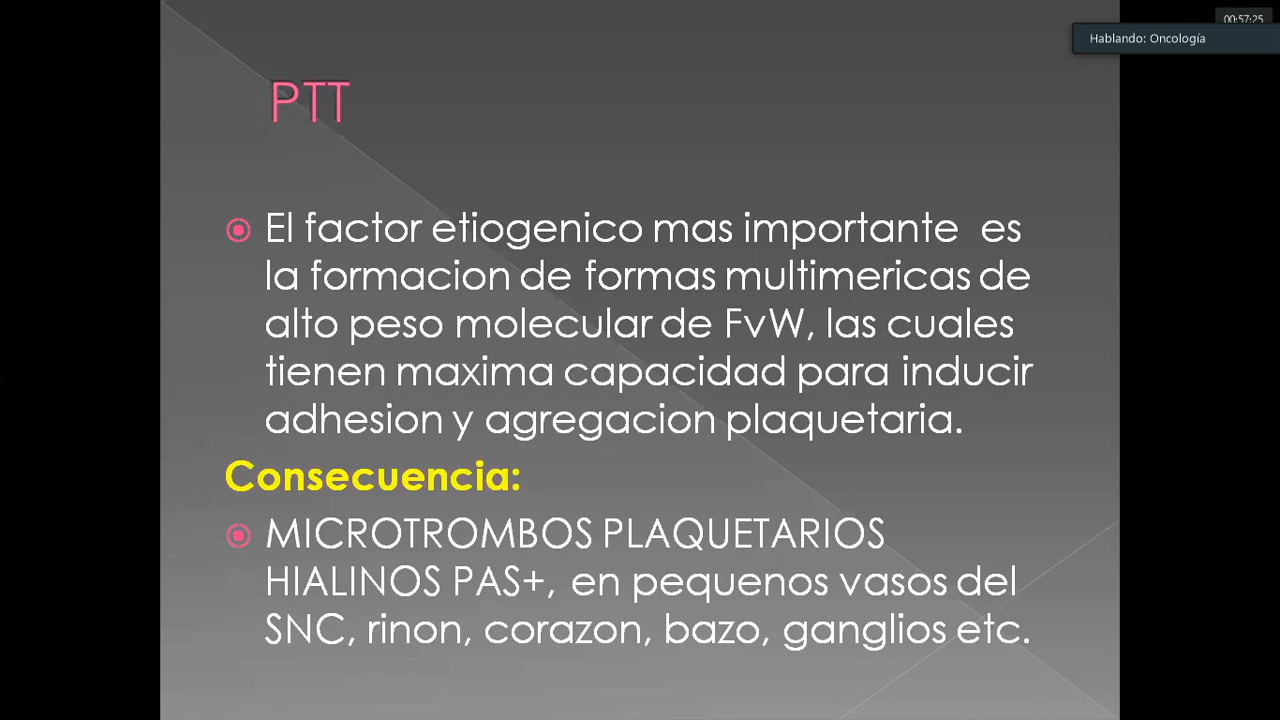 00:57:25
Hablando: Oncología
PTT
El factor etiogenico mas importante es
la formacion de formas multimericas de
alto peso molecular de FvW, las cuales
tienen maxima capacidad para inducir
adhesion y agregacion plaquetaria.
Consecuencia:
MICROTROMBOS PLAQUETARIOS
HIALINOS PAS+, en pequenos vasos del
SNC, rinon, corazon, bazo, ganglios etc.